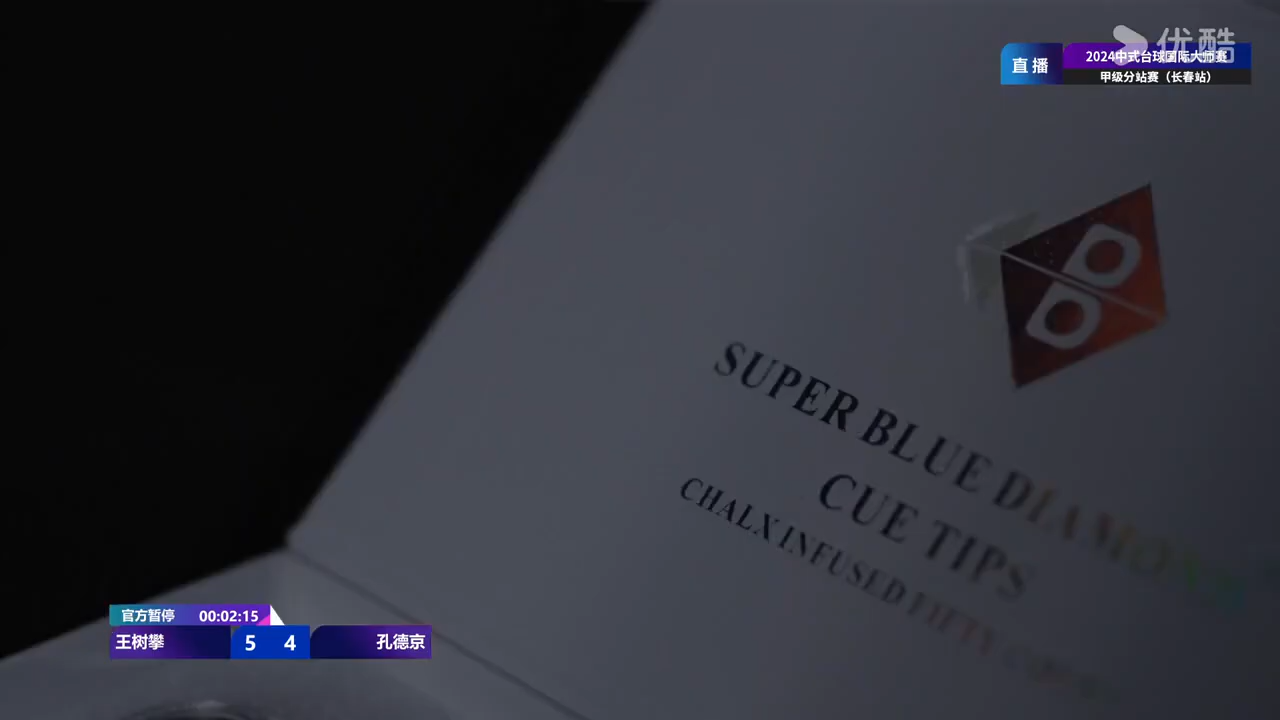 优酷
直播
2024中式台球国际大师赛
甲级分站赛（长春站）
SUPER BLUE DIAMOND
CUE TIPS
CHALX INFUSED FIFTY
官方暂停 00:02:15
王树攀 5 4 孔德京